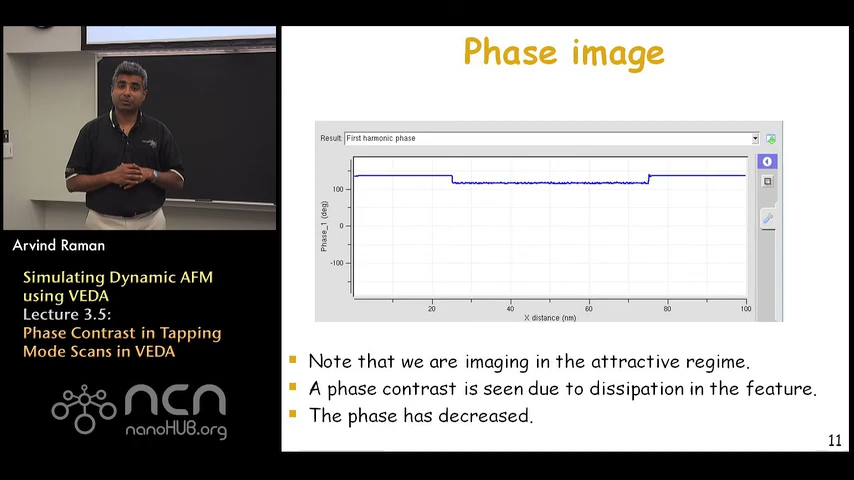 Phase image
Result: First harmonic phase
Phase_1 (deg)
100
0
-100
20
40
60
80
100
X distance (nm)
Arvind Raman
Simulating Dynamic AFM
using VEDA
Lecture 3.5:
Phase Contrast in Tapping
Mode Scans in VEDA
ncn
nanoHUB.org
Note that we are imaging in the attractive regime.
A phase contrast is seen due to dissipation in the feature.
The phase has decreased.
11